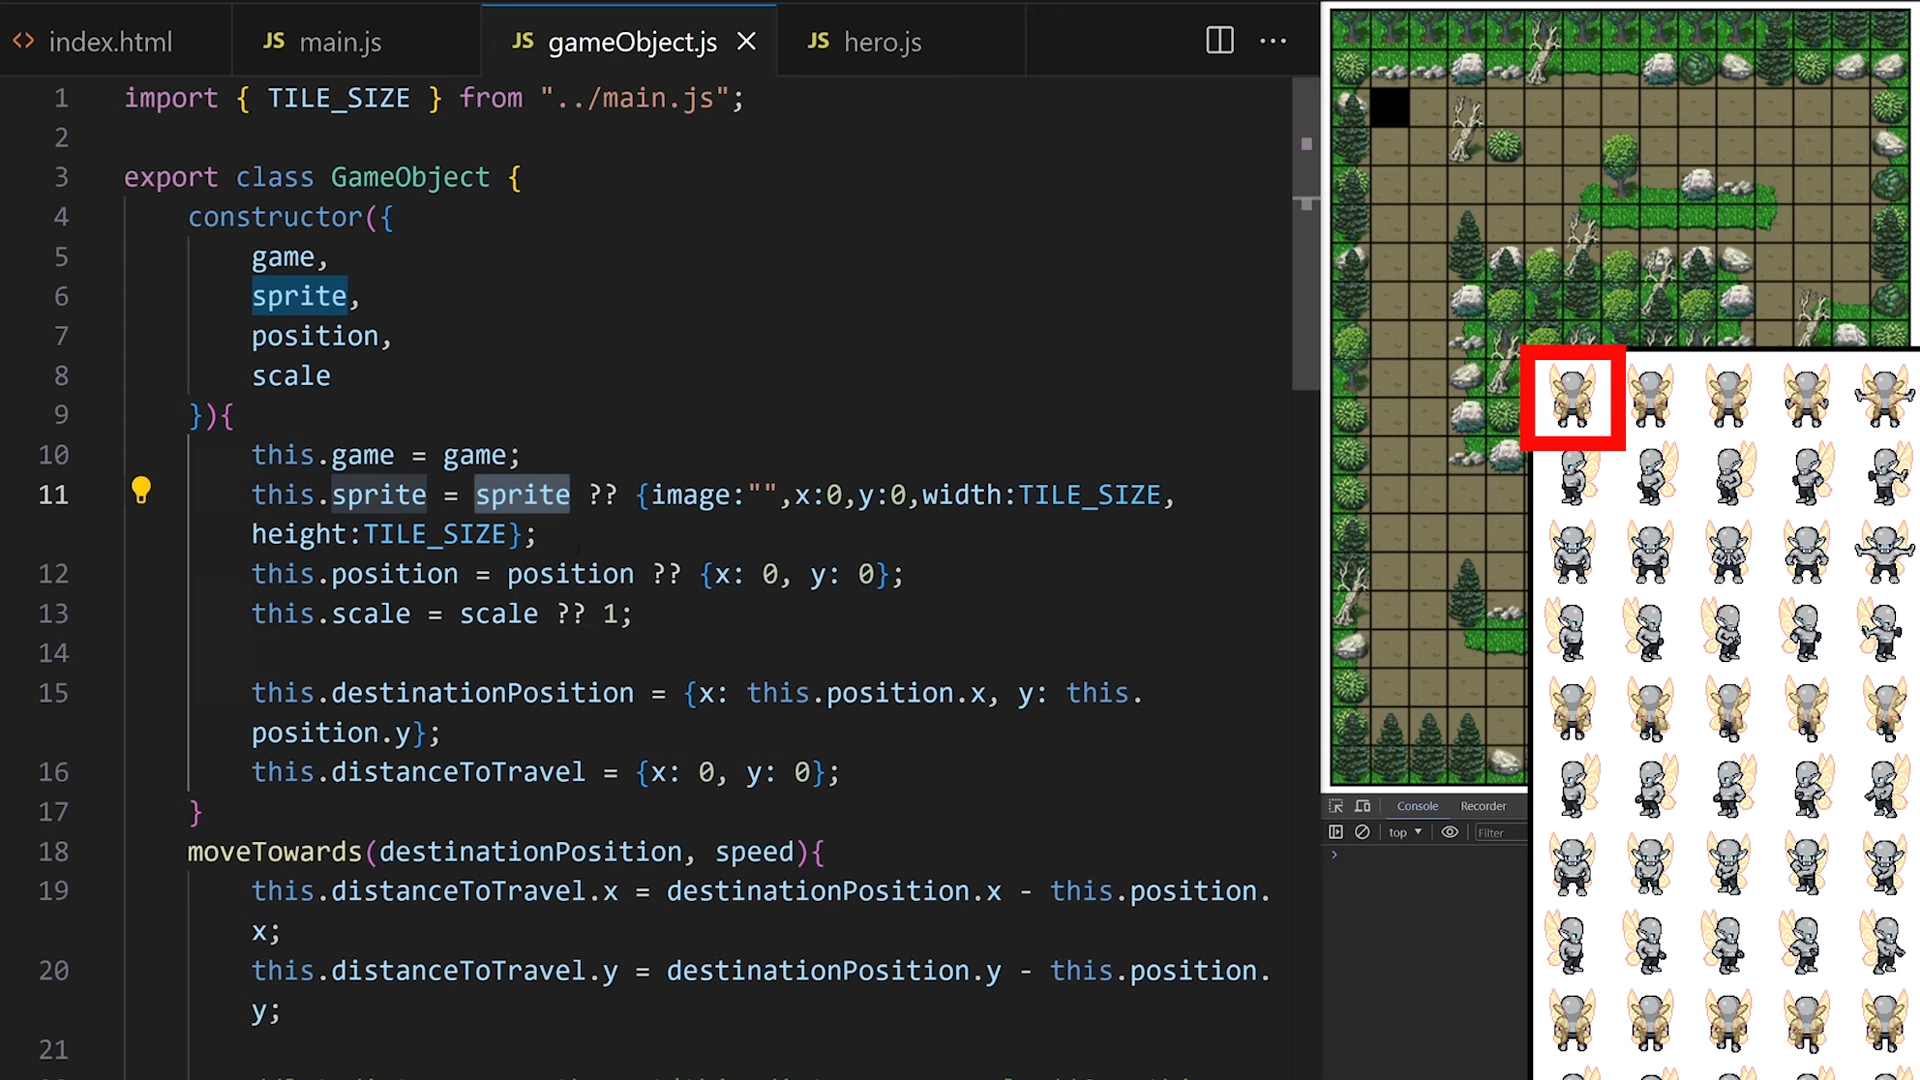 <> index.html JS main.js JS gameObject.js JS hero.js
1 import { TILE_SIZE } from "../main.js";
2
3 export class GameObject {
4 constructor({
5 game,
6 sprite,
7 position,
8 scale
9 }){
10 this.game = game;
11 this.sprite = sprite ?? {image:"",x:0,y:0,width:TILE_SIZE,
height:TILE_SIZE};
12 this.position = position ?? {x: 0, y: 0};
13 this.scale = scale ?? 1;
14
15 this.destinationPosition = {x: this.position.x, y: this.
position.y};
16 this.distanceToTravel = {x: 0, y: 0};
17 }
18 moveTowards(destinationPosition, speed){
19 this.distanceToTravel.x = destinationPosition.x - this.position.
x;
20 this.distanceToTravel.y = destinationPosition.y - this.position.
y;
21
Console Recorder
top Filter